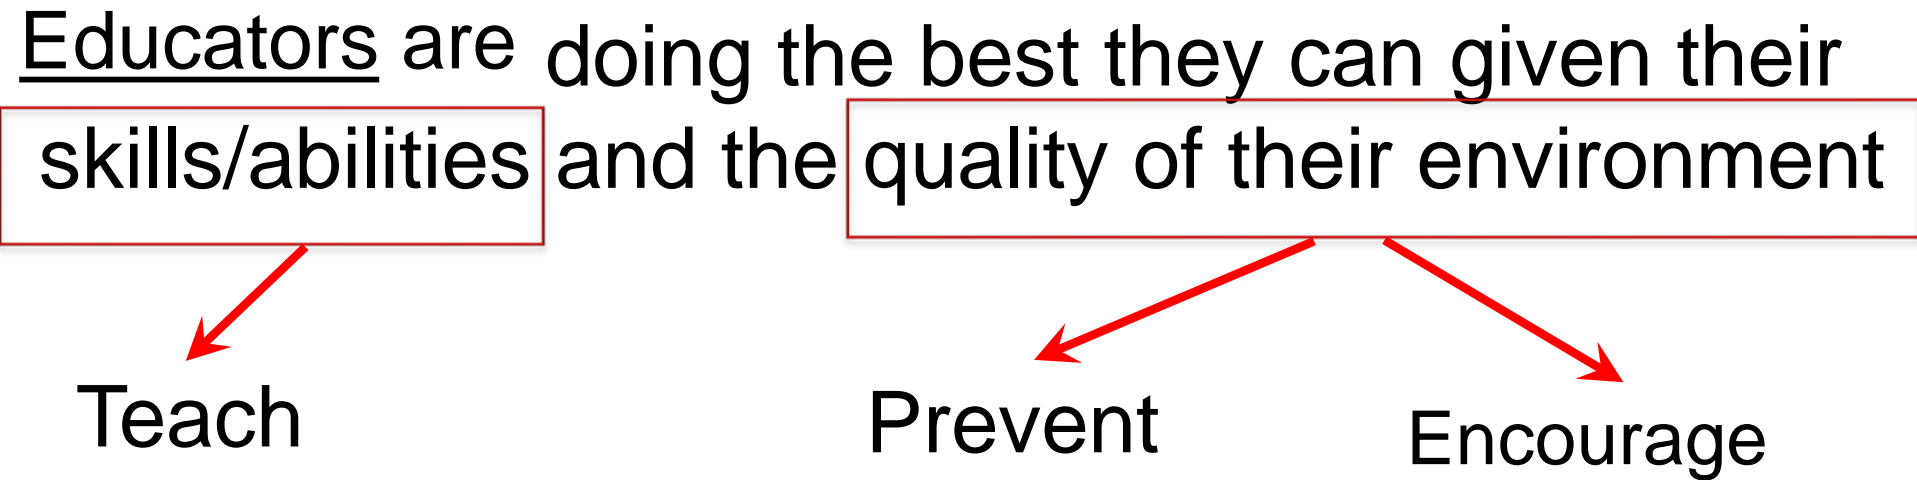 Educators are doing the best they can given their
skills/abilities and the quality of their environment
Teach Prevent Encourage